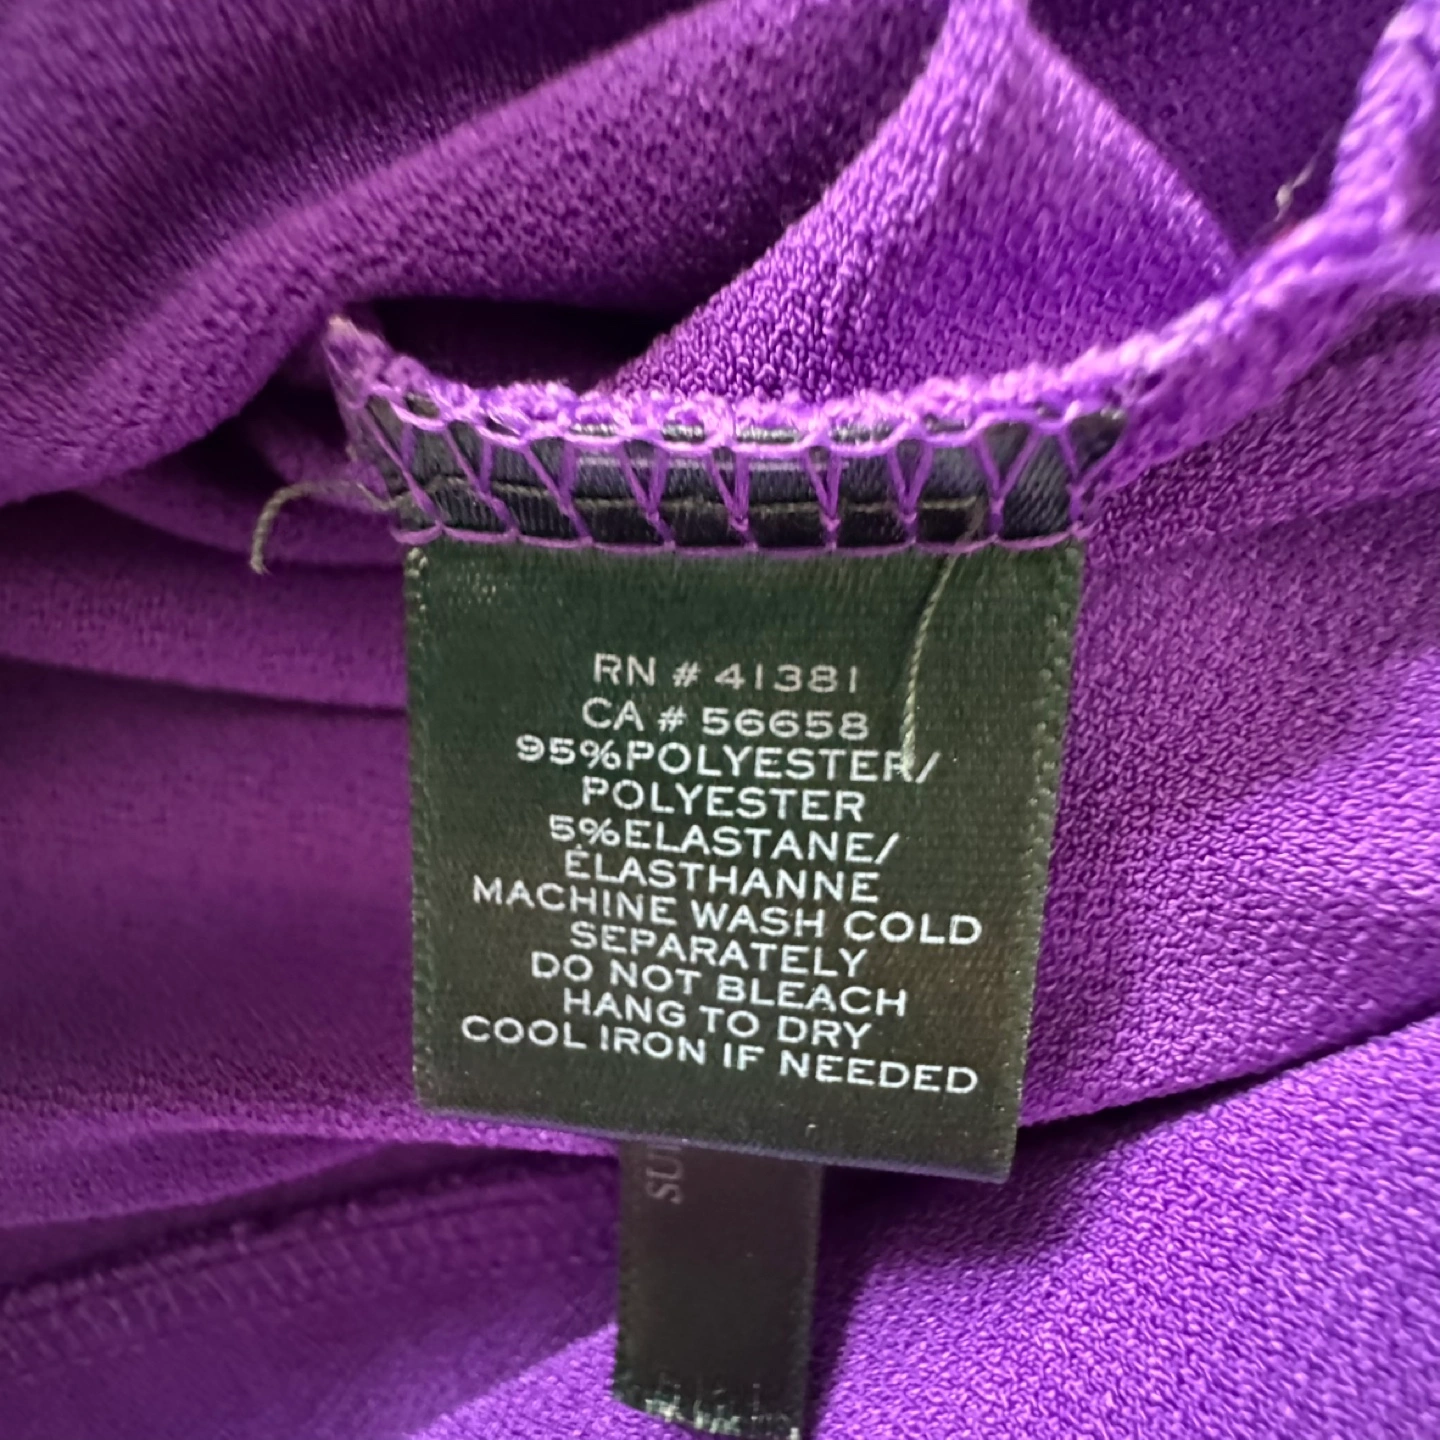 RN # 41381
CA # 56658
95%POLYESTER/
POLYESTER
5%ELASTANE/
ÉLASTHANNE
MACHINE WASH COLD
SEPARATELY
DO NOT BLEACH
HANG TO DRY
COOL IRON IF NEEDED